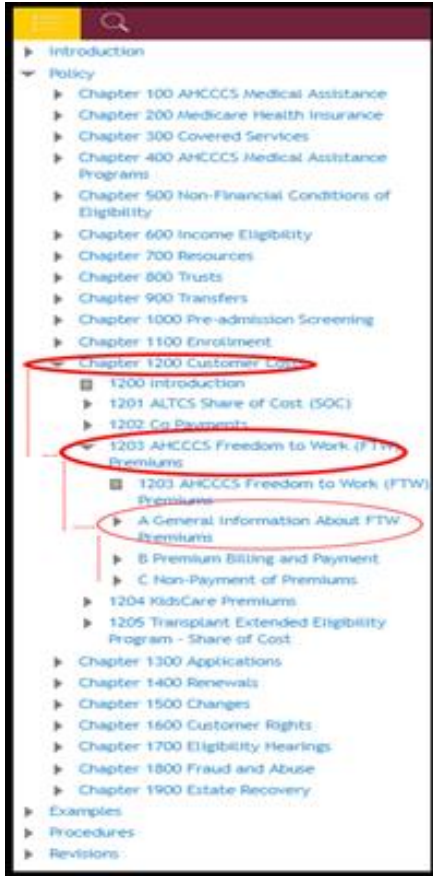 Introduction
Policy
Chapter 100 AHCCCS Medical Assistance
Chapter 200 Medicare Health Insurance
Chapter 300 Covered Services
Chapter 400 AHCCCS Medical Assistance
Programs
Chapter 500 Non-Financial Conditions of
Eligibility
Chapter 600 Income Eligibility
Chapter 700 Resources
Chapter 800 Trusts
Chapter 900 Transfers
Chapter 1000 Pre-admission Screening
Chapter 1100 Enrollment
Chapter 1200 Customer Costs
1200 Introduction
1201 ALTCS Share of Cost (SOC)
1202 Co Payments
1203 AHCCCS Freedom to Work (FTW)
Premiums
1203 AHCCCS Freedom to Work (FTW)
Premiums
A General Information About FTW
Premiums
B Premium Billing and Payment
C Non-Payment of Premiums
1204 KidsCare Premiums
1205 Transplant Extended Eligibility
Program - Share of Cost
Chapter 1300 Applications
Chapter 1400 Renewals
Chapter 1500 Changes
Chapter 1600 Customer Rights
Chapter 1700 Eligibility Hearings
Chapter 1800 Fraud and Abuse
Chapter 1900 Estate Recovery
Examples
Procedures
Revisions